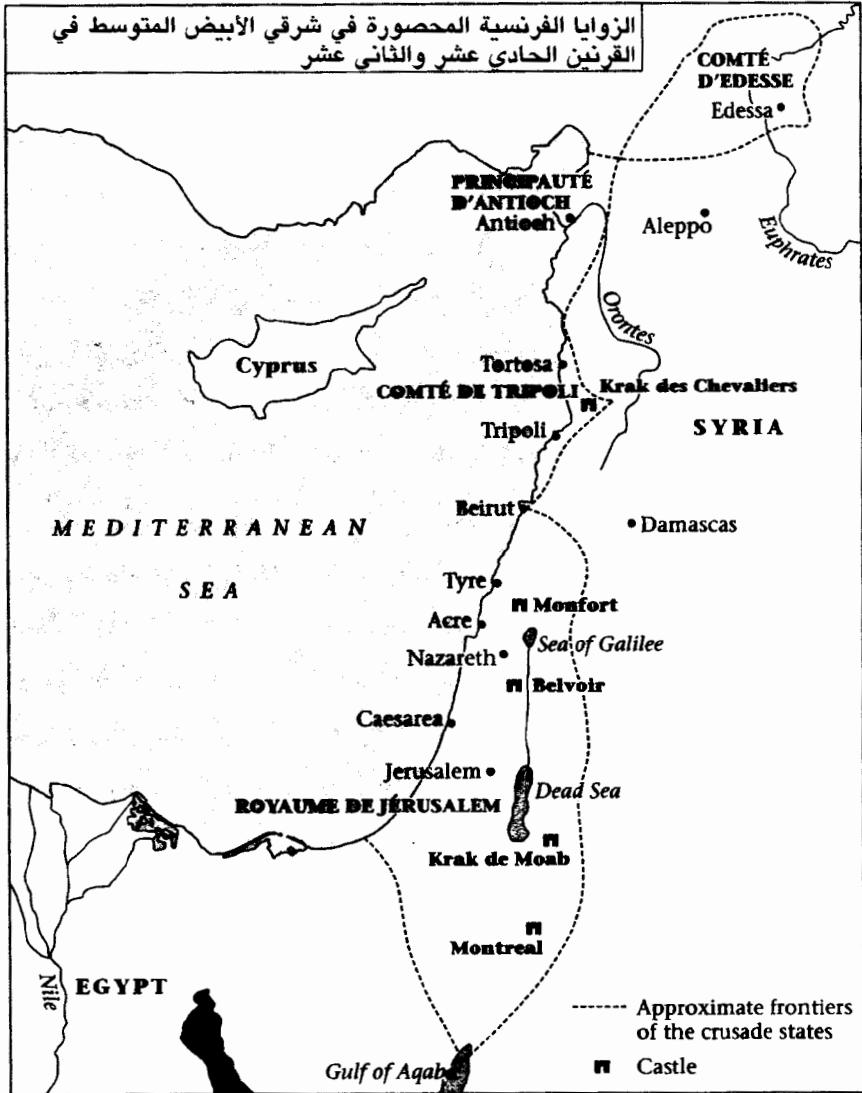 الزوايا الفرنسية المحصورة في شرقي الأبيض المتوسط في
القرنين الحادي عشر والثاني عشر
COMTÉ
D'EDESSE
Edessa
PRINCIPAUTÉ
D'ANTIOCH
Antioch
Aleppo
Euphrates
Orontes
Cyprus
Tortosa
COMTÉ DE TRIPOLI
Krak des Chevaliers
Tripoli
SYRIA
Beirut
MEDITERRANEAN
SEA
Damascas
Tyre
Monfort
Acre
Sea of Galilee
Nazareth
Belvoir
Caesarea
Jerusalem
Dead Sea
ROYAUME DE JÉRUSALEM
Krak de Moab
Montreal
Nile
EGYPT
Approximate frontiers
of the crusade states
Castle
Gulf of Aqab